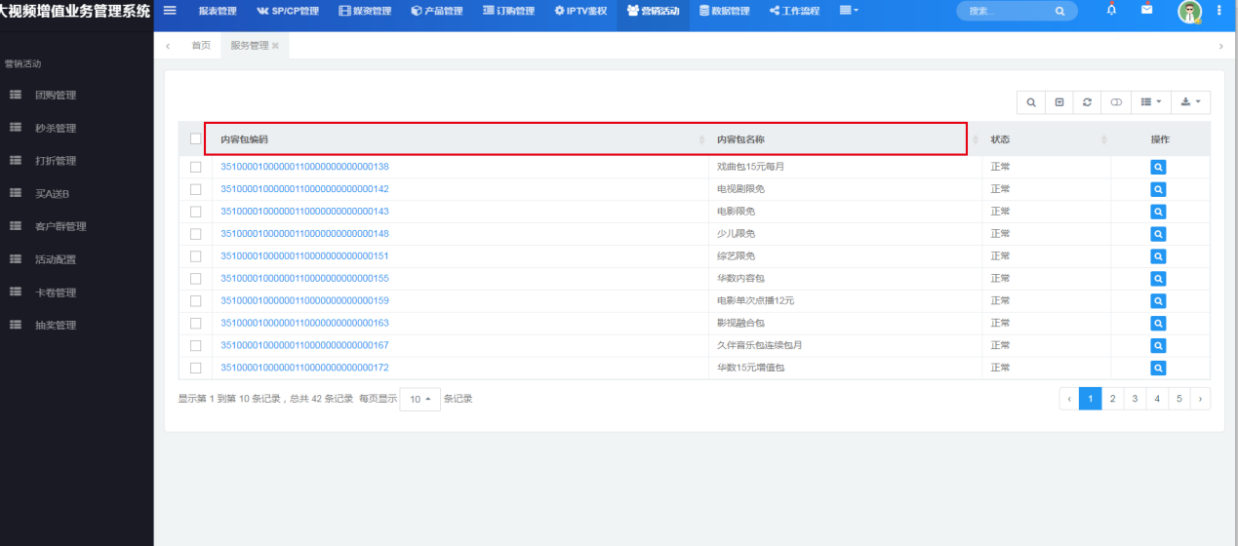 大视频增值业务管理系统 报表管理 SP/CP管理 媒资管理 产品管理 订购管理 IPTV鉴权 营销活动 数据管理 工作流程 搜索...
首页 服务管理
营销活动
团购管理
秒杀管理
打折管理
买A送B
客户群管理
活动配置
卡卷管理
抽奖管理
内容包编码 内容包名称 状态 操作
35100001000000110000000000000138 戏曲包15元每月 正常
35100001000000110000000000000142 电视剧限免 正常
35100001000000110000000000000143 电影限免 正常
35100001000000110000000000000148 少儿限免 正常
35100001000000110000000000000151 综艺限免 正常
35100001000000110000000000000155 华数内容包 正常
35100001000000110000000000000159 电影单次点播12元 正常
35100001000000110000000000000163 影视融合包 正常
35100001000000110000000000000167 久伴音乐包连续包月 正常
35100001000000110000000000000172 华数15元增值包 正常
显示第 1 到第 10 条记录，总共 42 条记录 每页显示 10 条记录 ‹ 1 2 3 4 5 ›